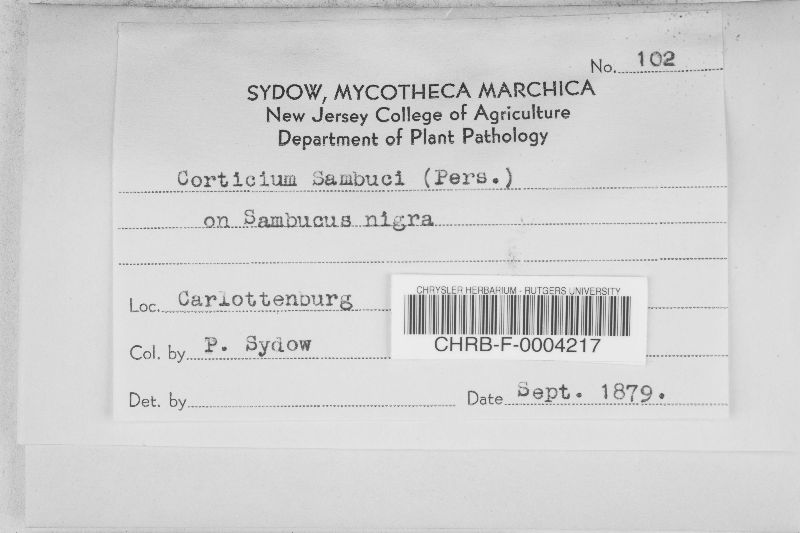 No. 102
SYDOW, MYCOTHECA MARCHICA
New Jersey College of Agriculture
Department of Plant Pathology
Corticium Sambuci (Pers.)
on Sambucus nigra
Loc. Carlottenburg
CHRYSLER HERBARIUM - RUTGERS UNIVERSITY
CHRB-F-0004217
Col. by P. Sydow
Det. by
Date Sept. 1879.